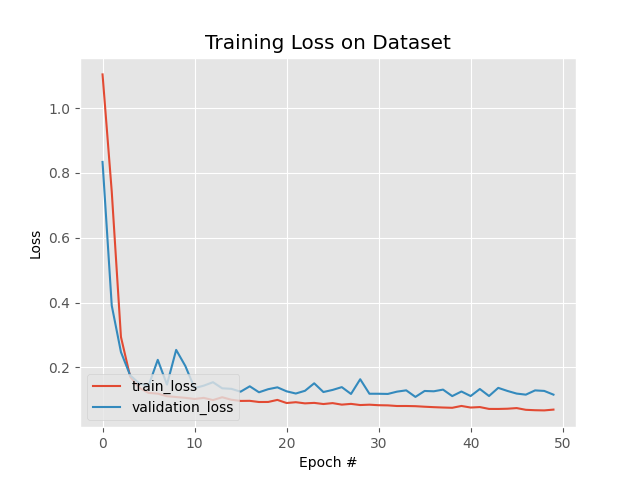 Training Loss on Dataset
1.0
0.8
0.6
0.4
0.2
Loss
train_loss
validation_loss
0 10 20 30 40 50
Epoch #